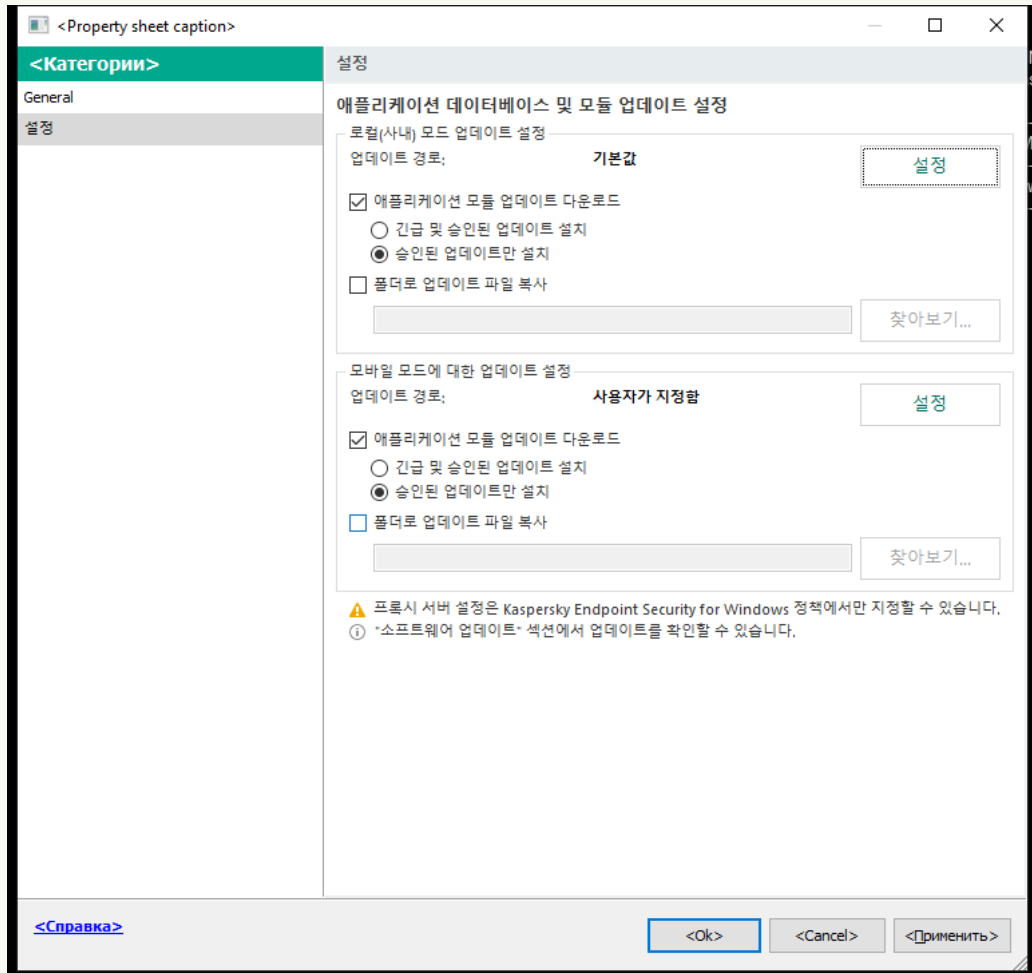 <Property sheet caption>
<Категории>
General
설정
설정
애플리케이션 데이터베이스 및 모듈 업데이트 설정
로컬(사내) 모드 업데이트 설정
업데이트 경로: 기본값 설정
애플리케이션 모듈 업데이트 다운로드
긴급 및 승인된 업데이트 설치
승인된 업데이트만 설치
폴더로 업데이트 파일 복사
찾아보기...
모바일 모드에 대한 업데이트 설정
업데이트 경로: 사용자가 지정함 설정
애플리케이션 모듈 업데이트 다운로드
긴급 및 승인된 업데이트 설치
승인된 업데이트만 설치
폴더로 업데이트 파일 복사
찾아보기...
프록시 서버 설정은 Kaspersky Endpoint Security for Windows 정책에서만 지정할 수 있습니다.
"소프트웨어 업데이트" 섹션에서 업데이트를 확인할 수 있습니다.
<Справка>
<Ok> <Cancel> <Применить>